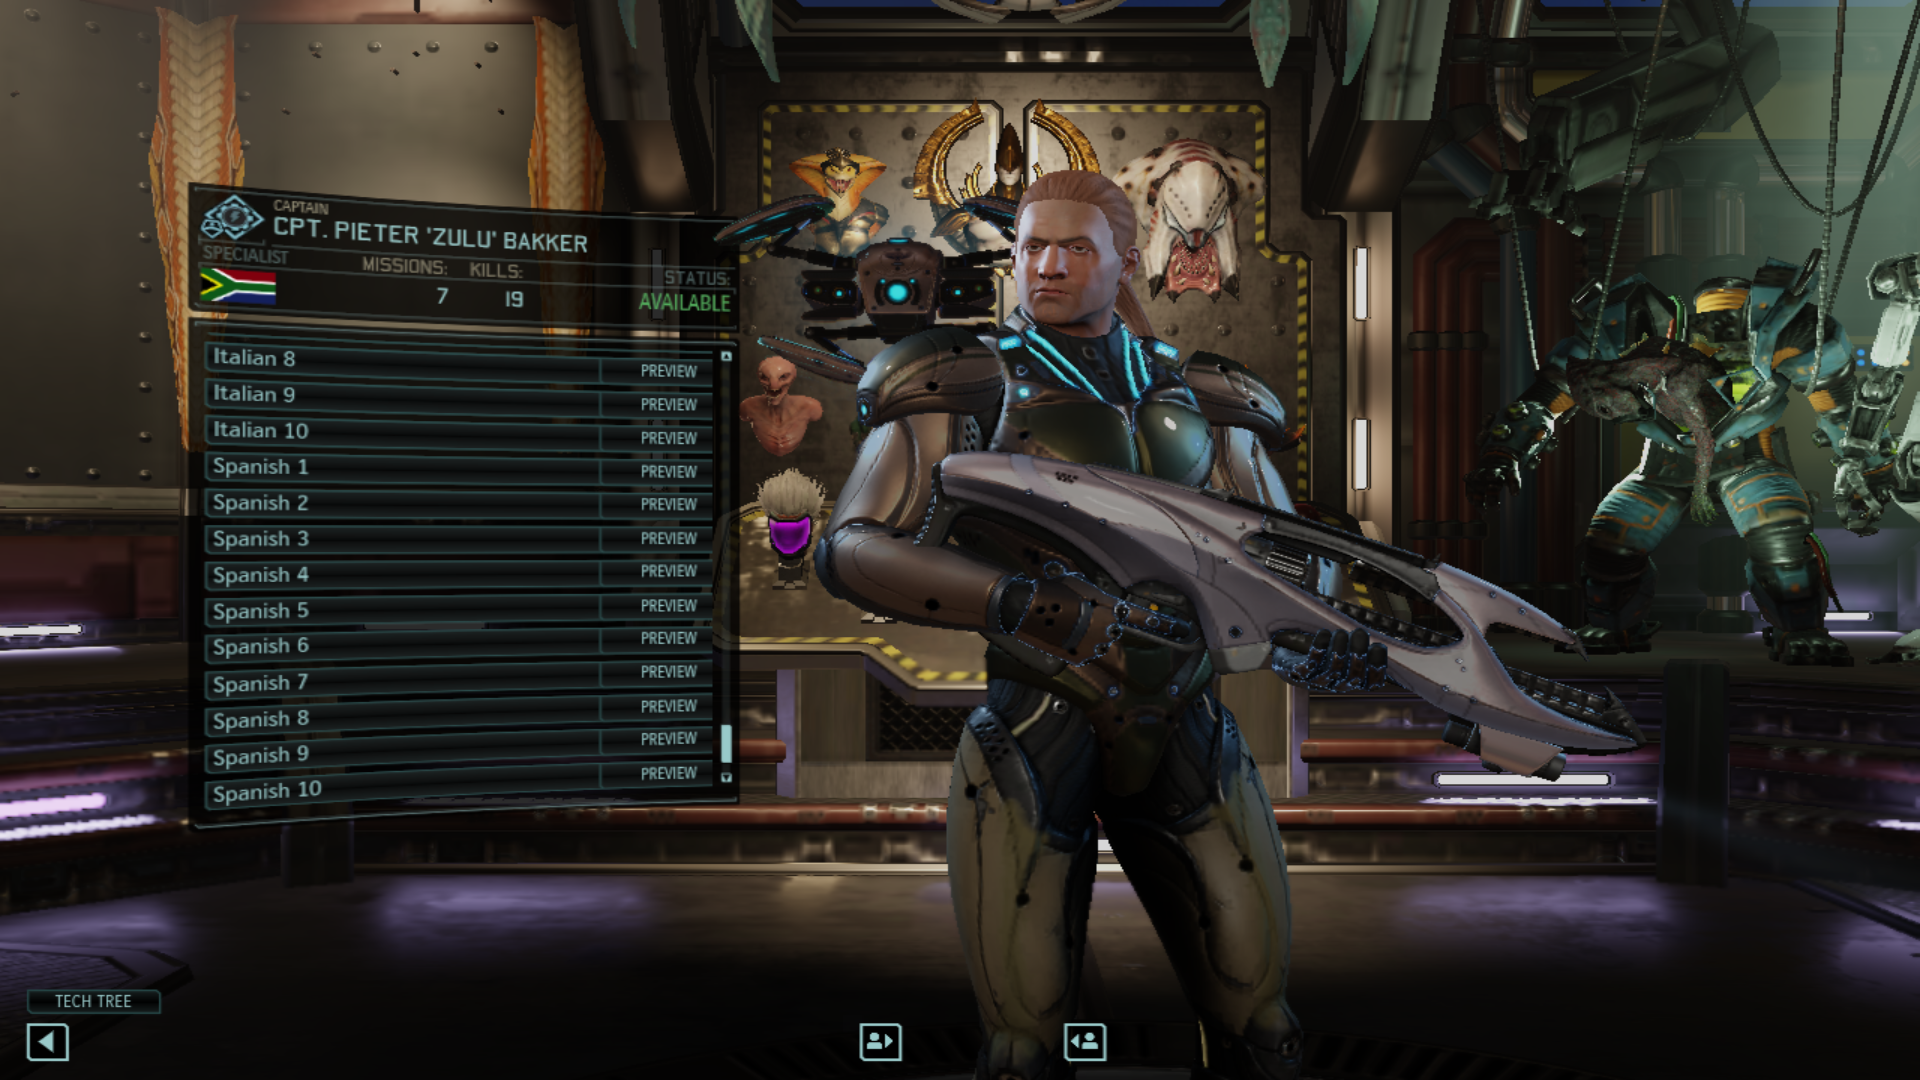 CAPTAIN
CPT. PIETER 'ZULU' BAKKER
SPECIALIST
MISSIONS: KILLS: STATUS:
7 19 AVAILABLE
Italian 8 PREVIEW
Italian 9 PREVIEW
Italian 10 PREVIEW
Spanish 1 PREVIEW
Spanish 2 PREVIEW
Spanish 3 PREVIEW
Spanish 4 PREVIEW
Spanish 5 PREVIEW
Spanish 6 PREVIEW
Spanish 7 PREVIEW
Spanish 8 PREVIEW
Spanish 9 PREVIEW
Spanish 10 PREVIEW
TECH TREE